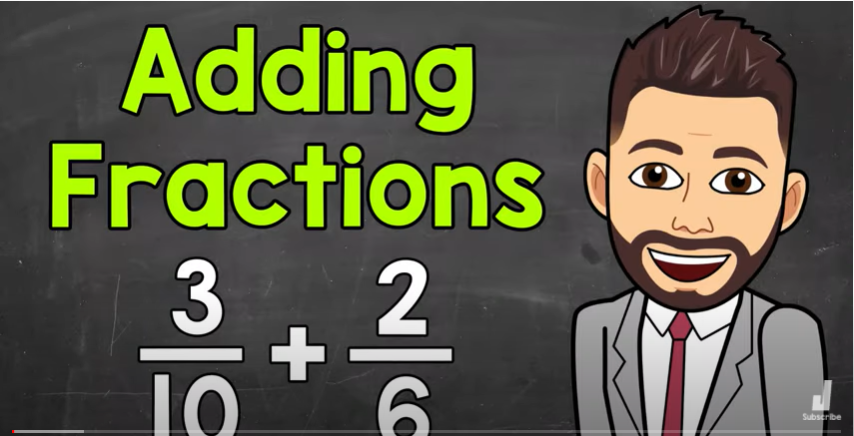 Adding
Fractions
3 + 2
10 6
Subscribe